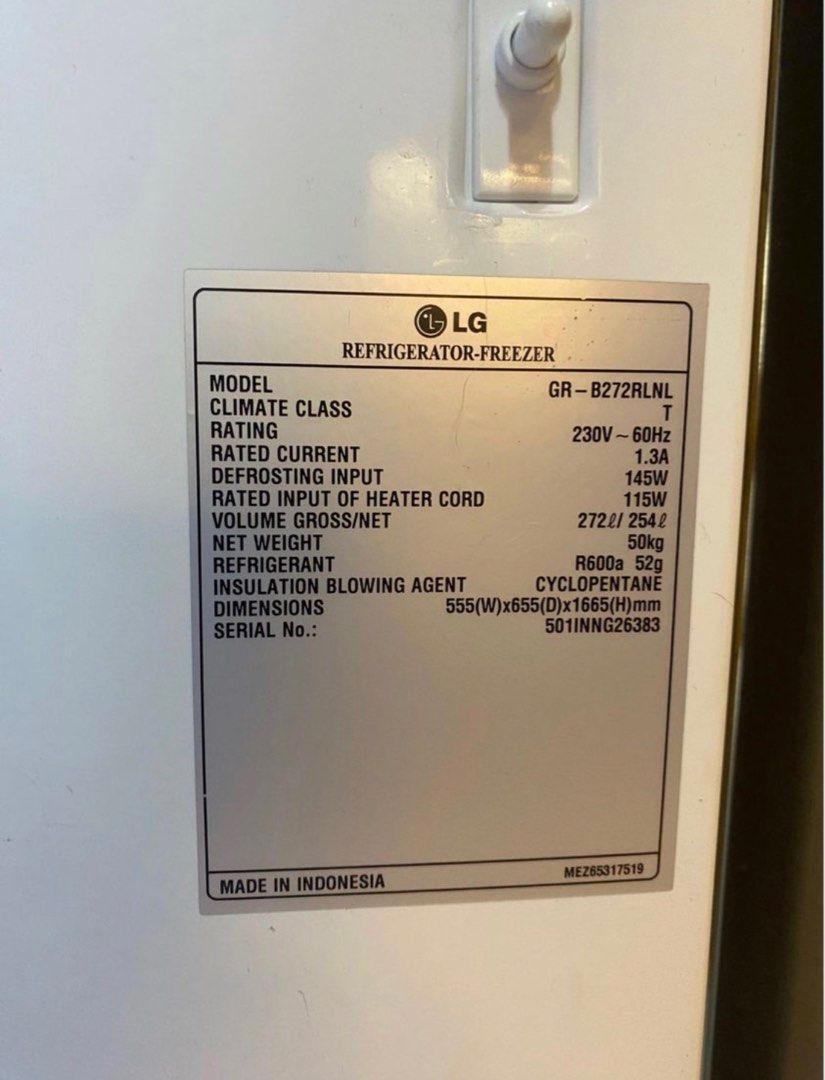 LG
REFRIGERATOR-FREEZER
MODEL GR-B272RLNL
CLIMATE CLASS T
RATING 230V~60Hz
RATED CURRENT 1.3A
DEFROSTING INPUT 145W
RATED INPUT OF HEATER CORD 115W
VOLUME GROSS/NET 272ℓ/ 254ℓ
NET WEIGHT 50kg
REFRIGERANT R600a 52g
INSULATION BLOWING AGENT CYCLOPENTANE
DIMENSIONS 555(W)x655(D)x1665(H)mm
SERIAL No.: 501INNG26383
MADE IN INDONESIA MEZ65317519